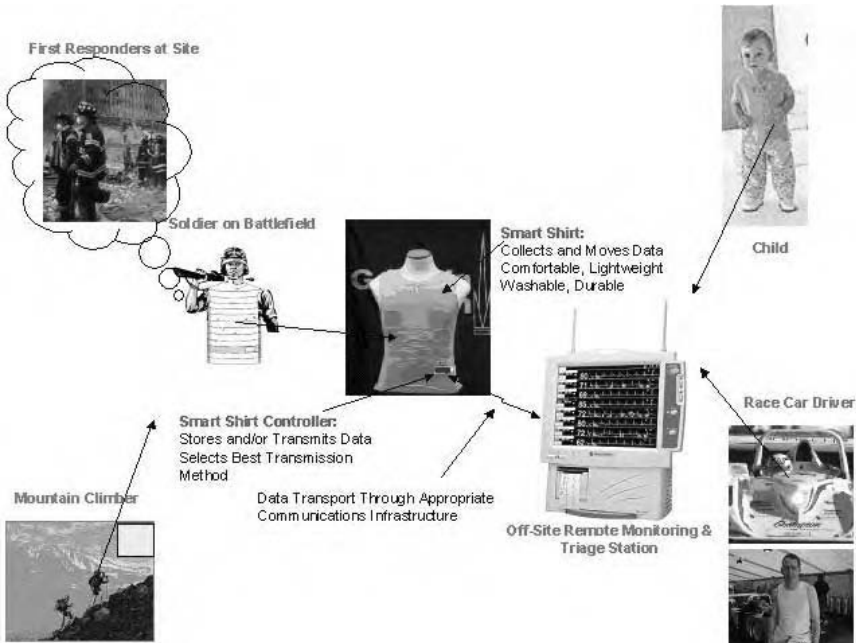 First Responders at Site
Soldier on Battlefield
Smart Shirt:
Collects and Moves Data
Comfortable, Lightweight
Washable, Durable
Child
Smart Shirt Controller:
Stores and/or Transmits Data
Selects Best Transmission
Method
Race Car Driver
Mountain Climber
Data Transport Through Appropriate
Communications Infrastructure
Off-Site Remote Monitoring &
Triage Station